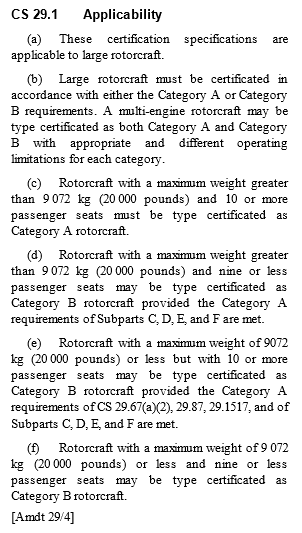 CS 29.1 Applicability
(a) These certification specifications are
applicable to large rotorcraft.
(b) Large rotorcraft must be certificated in
accordance with either the Category A or Category
B requirements. A multi-engine rotorcraft may be
type certificated as both Category A and Category
B with appropriate and different operating
limitations for each category.
(c) Rotorcraft with a maximum weight greater
than 9 072 kg (20 000 pounds) and 10 or more
passenger seats must be type certificated as
Category A rotorcraft.
(d) Rotorcraft with a maximum weight greater
than 9 072 kg (20 000 pounds) and nine or less
passenger seats may be type certificated as
Category B rotorcraft provided the Category A
requirements of Subparts C, D, E, and F are met.
(e) Rotorcraft with a maximum weight of 9072
kg (20 000 pounds) or less but with 10 or more
passenger seats may be type certificated as
Category B rotorcraft provided the Category A
requirements of CS 29.67(a)(2), 29.87, 29.1517, and of
Subparts C, D, E, and F are met.
(f) Rotorcraft with a maximum weight of 9 072
kg (20 000 pounds) or less and nine or less
passenger seats may be type certificated as
Category B rotorcraft.
[Amdt 29/4]